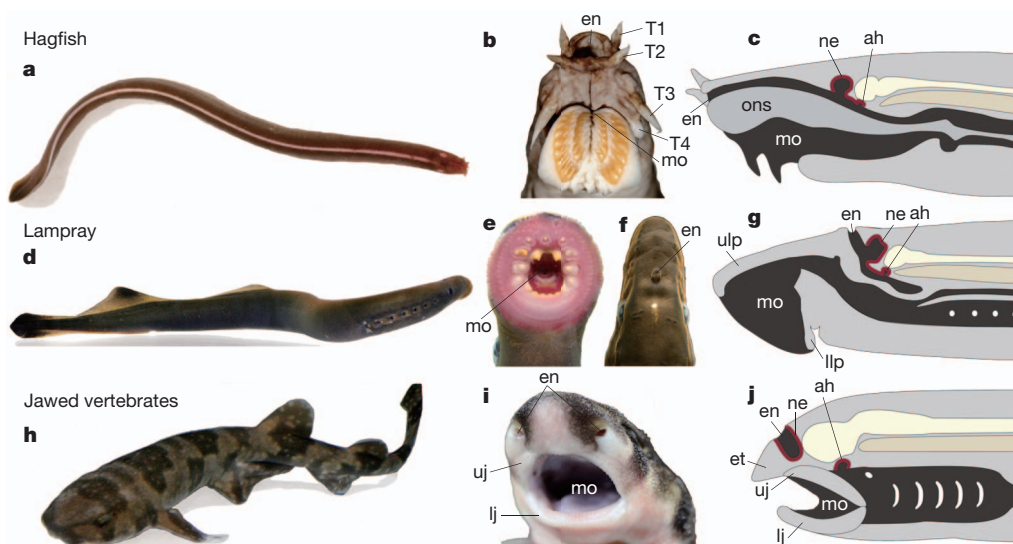 Hagfish
a
b
en
T1
T2
T3
T4
mo
c
ne
ah
en
ons
mo
Lampray
d
e
mo
f
en
g
en
ne
ah
ulp
mo
llp
Jawed vertebrates
h
i
en
uj
mo
lj
j
ah
ne
en
et
uj
mo
lj